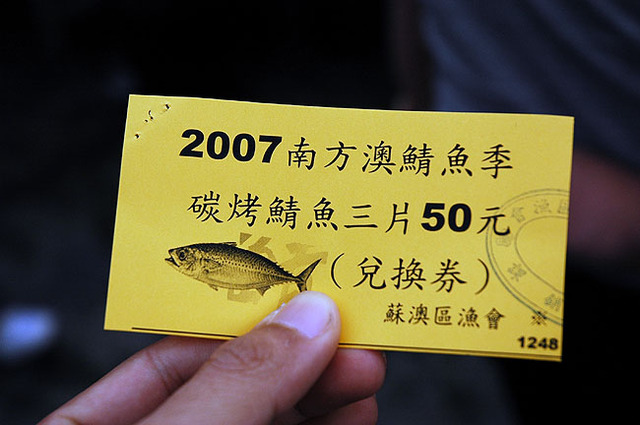 2007南方澳鯖魚季
碳烤鯖魚三片50元
（兌換券）
蘇澳區漁會 ※
1248